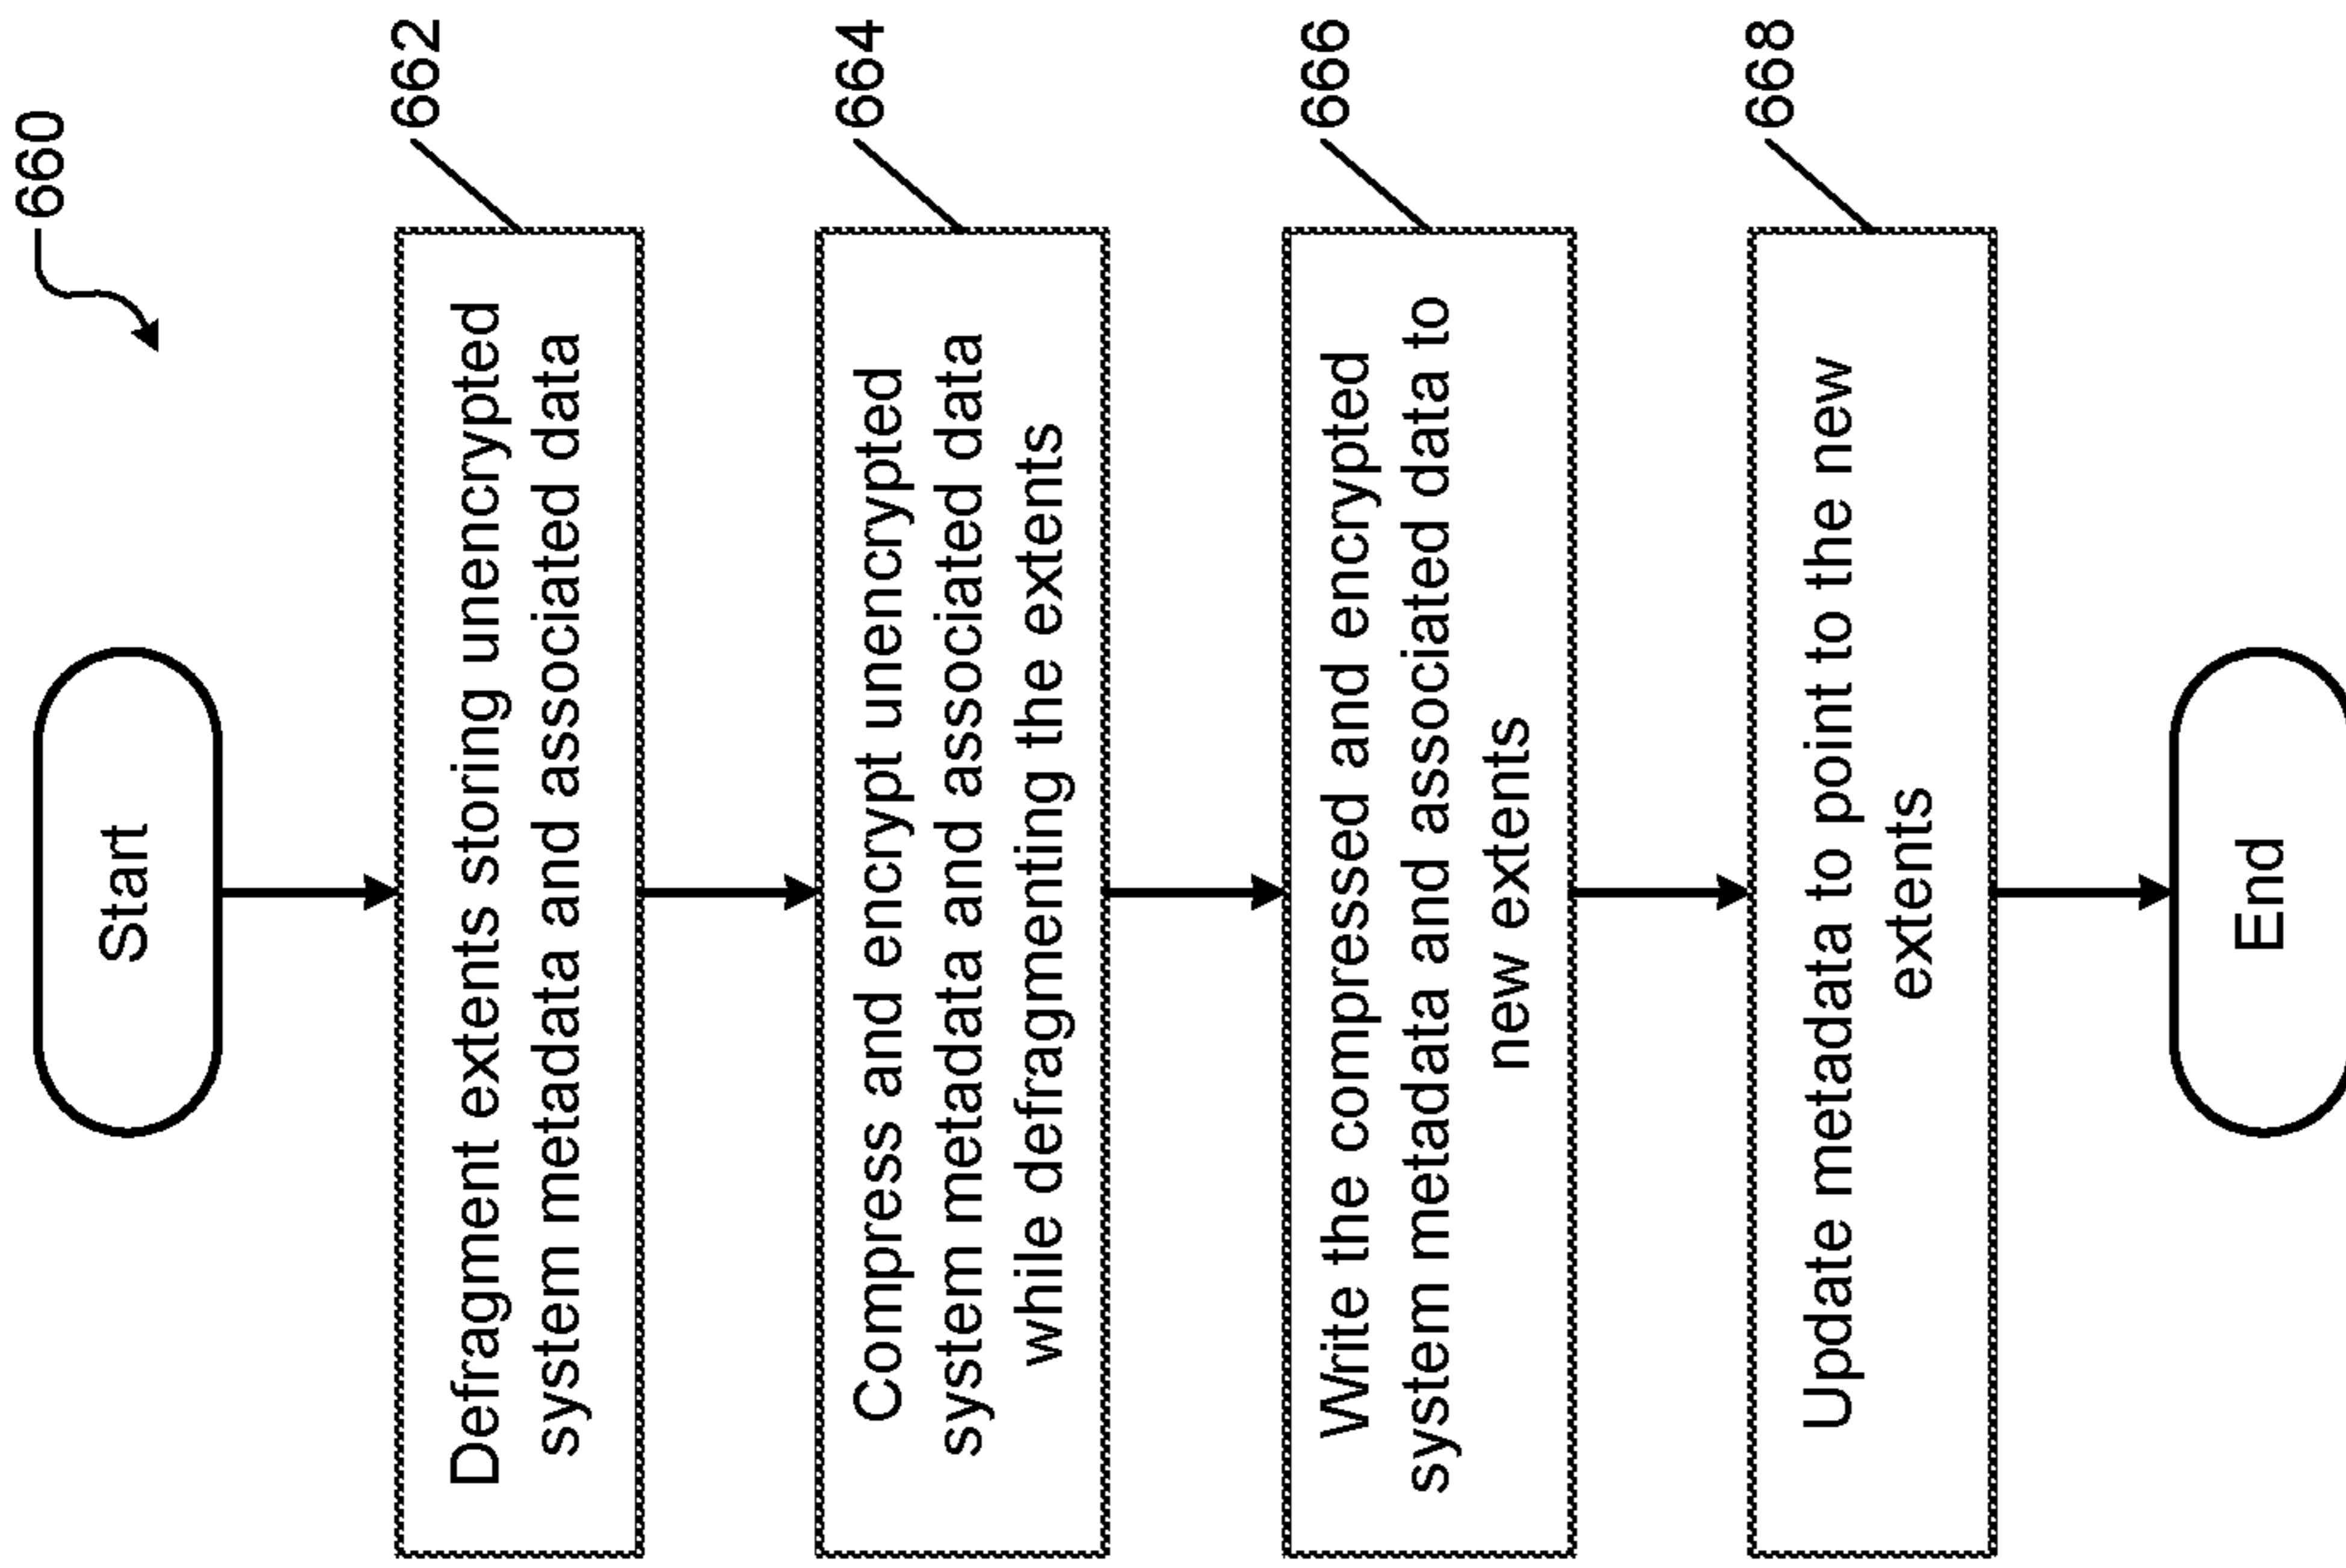 660
Start
Defragment extents storing unencrypted
system metadata and associated data
662
Compress and encrypt unencrypted
system metadata and associated data
while defragmenting the extents
664
Write the compressed and encrypted
system metadata and associated data to
new extents
666
Update metadata to point to the new
extents
668
End